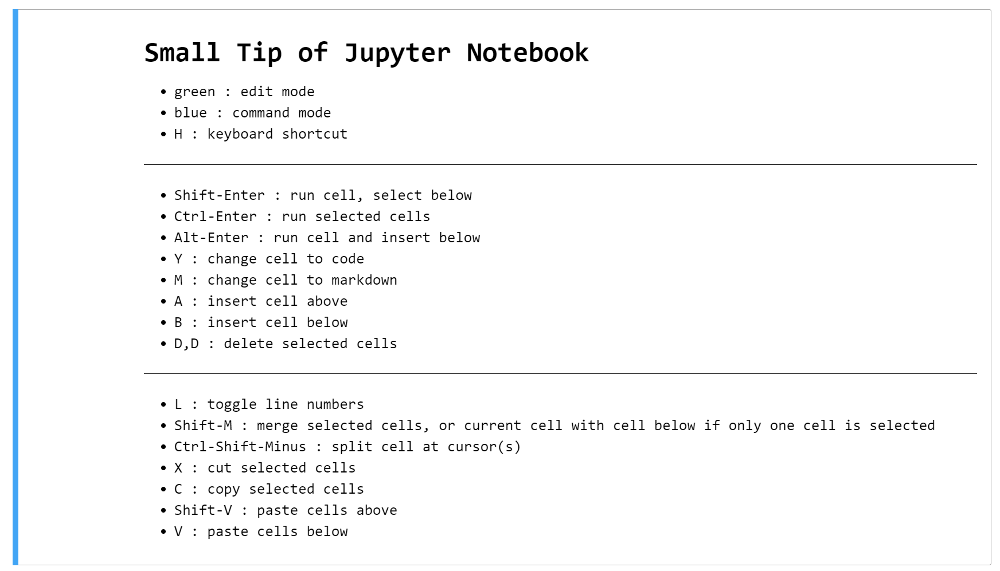 Small Tip of Jupyter Notebook
• green : edit mode
• blue : command mode
• H : keyboard shortcut
• Shift-Enter : run cell, select below
• Ctrl-Enter : run selected cells
• Alt-Enter : run cell and insert below
• Y : change cell to code
• M : change cell to markdown
• A : insert cell above
• B : insert cell below
• D,D : delete selected cells
• L : toggle line numbers
• Shift-M : merge selected cells, or current cell with cell below if only one cell is selected
• Ctrl-Shift-Minus : split cell at cursor(s)
• X : cut selected cells
• C : copy selected cells
• Shift-V : paste cells above
• V : paste cells below